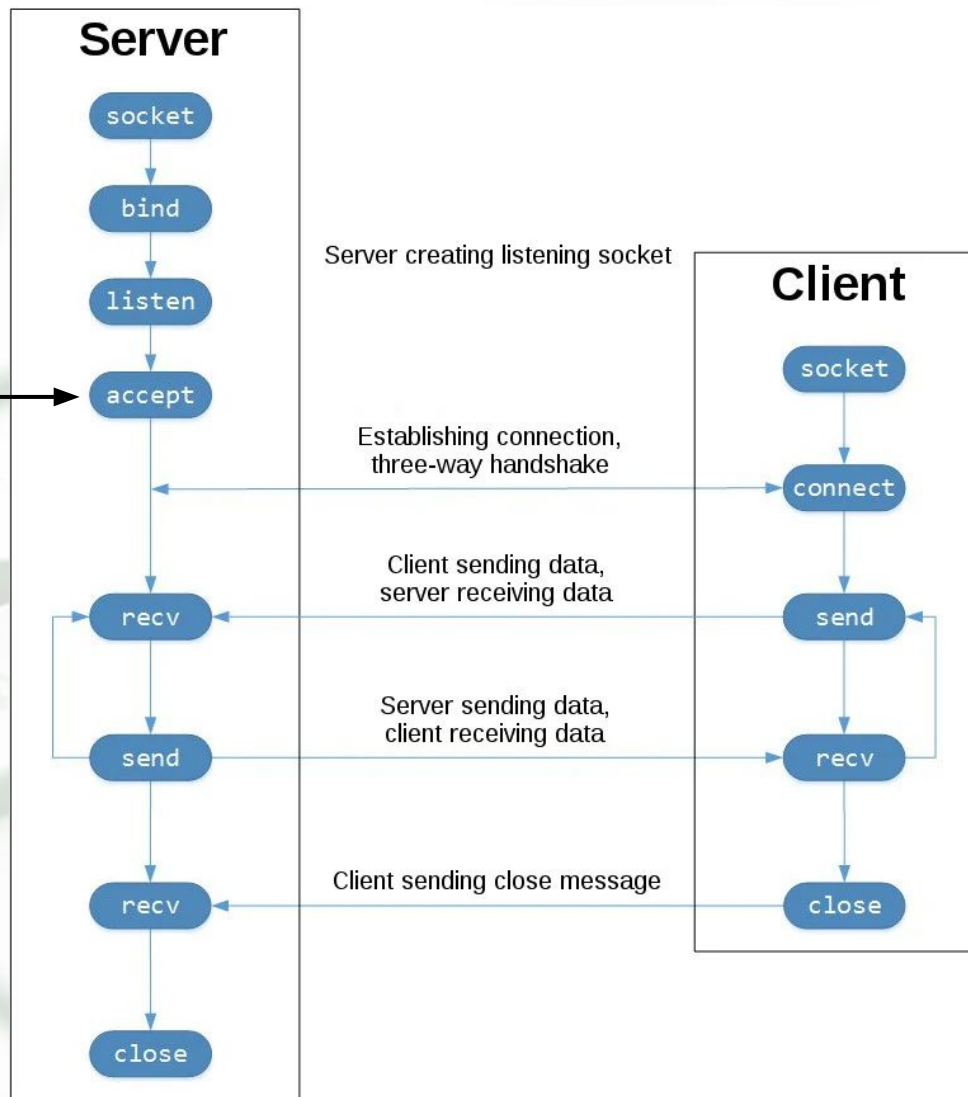 Server
socket
bind
Server creating listening socket
listen
Client
accept
socket
Establishing connection,
three-way handshake
connect
Client sending data,
server receiving data
recv
send
Server sending data,
client receiving data
send
recv
Client sending close message
recv
close
close